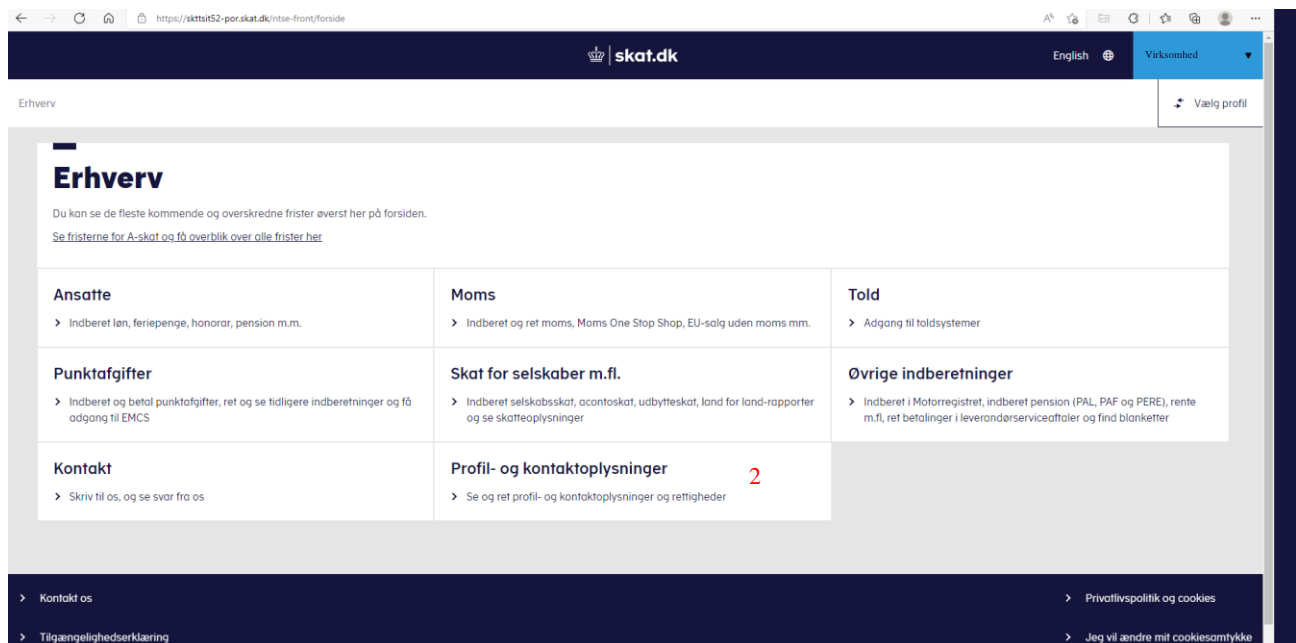 https://skttsit52-por.skat.dk/ntse-front/forside
skat.dk
English
Virksomhed
Erhverv
Vælg profil
Erhverv
Du kan se de fleste kommende og overskredne frister øverst her på forsiden.
Se fristerne for A-skat og få overblik over alle frister her
Ansatte
Indberet løn, feriepenge, honorar, pension m.m.
Moms
Indberet og ret moms, Moms One Stop Shop, EU-salg uden moms mm.
Told
Adgang til toldsystemer
Punktafgifter
Indberet og betal punktafgifter, ret og se tidligere indberetninger og få
adgang til EMCS
Skat for selskaber m.fl.
Indberet selskabsskat, acontoskat, udbytteskat, land for land-rapporter
og se skatteoplysninger
Øvrige indberetninger
Indberet i Motorregistret, indberet pension (PAL, PAF og PERE), rente
m.fl, ret betalinger i leverandørserviceaftaler og find blanketter
Kontakt
Skriv til os, og se svar fra os
Profil- og kontaktoplysninger
2
Se og ret profil- og kontaktoplysninger og rettigheder
Kontakt os
Privatlivspolitik og cookies
Tilgængelighedserklæring
Jeg vil ændre mit cookiesamtykke